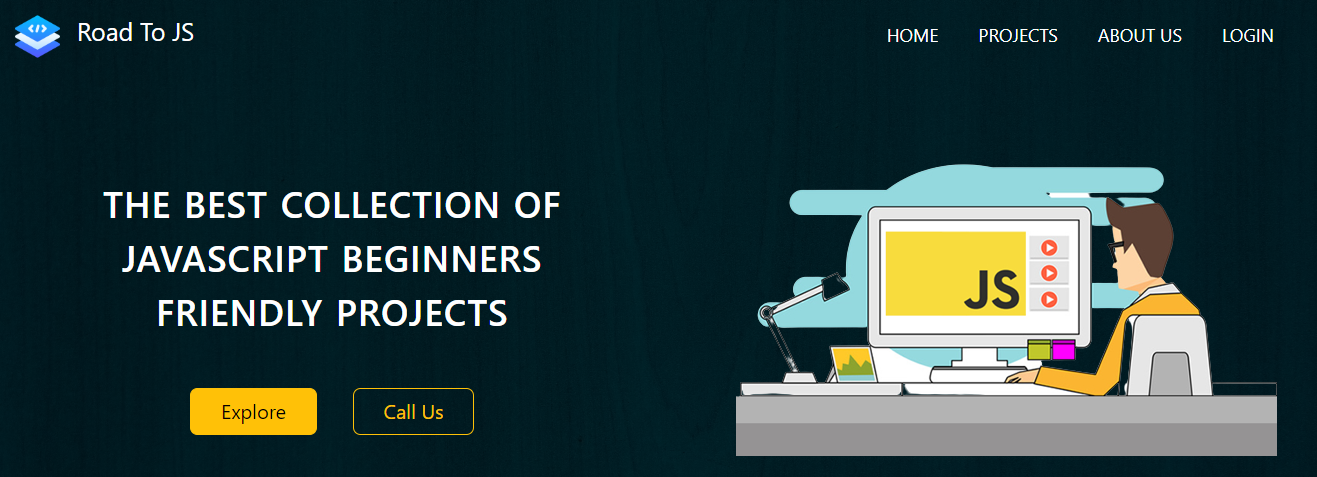 </>
Road To JS
HOME PROJECTS ABOUT US LOGIN
THE BEST COLLECTION OF
JAVASCRIPT BEGINNERS
FRIENDLY PROJECTS
JS
Explore Call Us